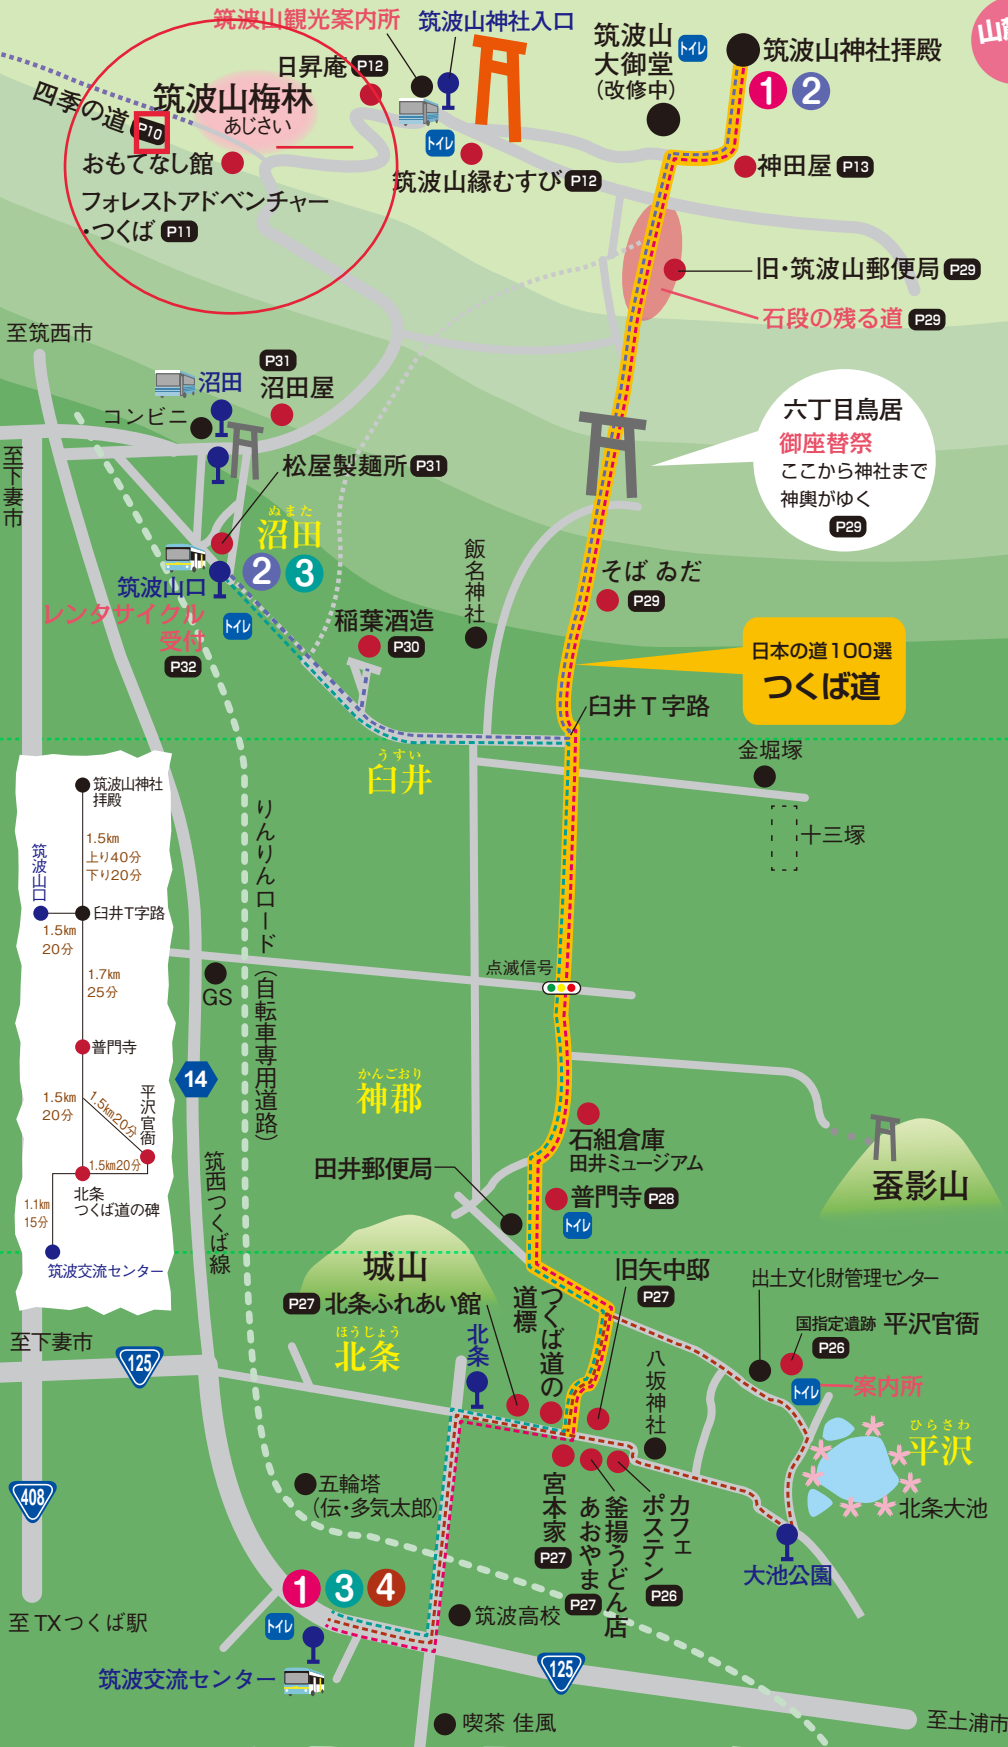 筑波山観光案内所
筑波山神社入口
山麓
日昇庵 P12
筑波山
大御堂
(改修中)
トイレ
筑波山神社拝殿
1 2
四季の道
P10
筑波山梅林
あじさい
トイレ
おもてなし館
筑波山縁むすび P12
神田屋 P13
フォレストアドベンチャー
・つくば P11
旧・筑波山郵便局 P29
石段の残る道 P29
至筑西市
P31
沼田屋
沼田
コンビニ
六丁目鳥居
御座替祭
ここから神社まで
神輿がゆく
P29
至下妻市
松屋製麺所 P31
ぬまた
沼田
2 3
飯名神社
そば ゐだ
P29
筑波山口
レンタサイクル
受付
P32
トイレ
稲葉酒造
P30
日本の道100選
つくば道
臼井T字路
うすい
臼井
金堀塚
十三塚
筑波山神社
拝殿
1.5km
上り40分
下り20分
筑波山口
臼井T字路
1.5km
20分
1.7km
25分
普門寺
1.5km
20分
1.5km20分
平沢官衙
1.5km20分
北条
つくば道の碑
1.1km
15分
筑波交流センター
りんりんロード(自転車専用道路)
点滅信号
GS
14
筑西つくば線
かんごおり
神郡
石組倉庫
田井ミュージアム
田井郵便局
普門寺 P28
トイレ
蚕影山
城山
P27 北条ふれあい館
ほうじょう
北条
北条
つくば道の
道標
旧矢中邸
P27
出土文化財管理センター
国指定遺跡 平沢官衙
P26
トイレ
案内所
八坂神社
ひらさわ
平沢
北条大池
大池公園
至下妻市
125
408
五輪塔
(伝・多気太郎)
宮本家
P27
釜揚うどん店
あおやま
P27
カフェ
ポステン
P26
1 3 4
トイレ
筑波高校
至TXつくば駅
筑波交流センター
125
喫茶 佳風
至土浦市